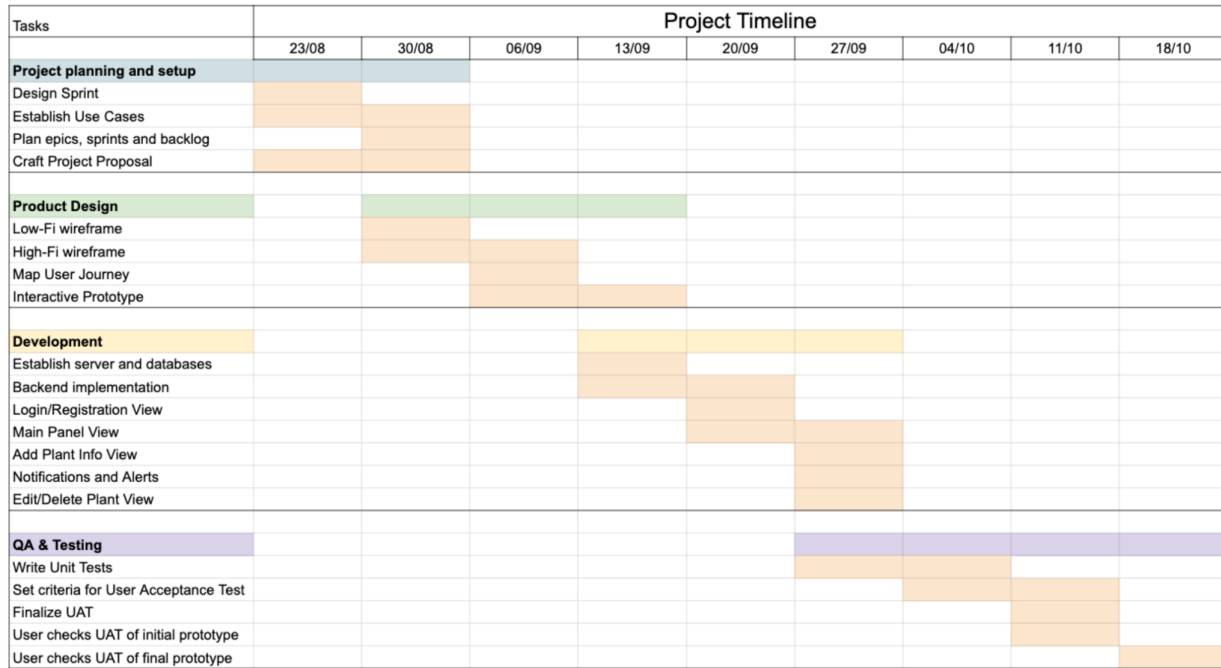 Tasks
Project Timeline
23/08 30/08 06/09 13/09 20/09 27/09 04/10 11/10 18/10
Project planning and setup
Design Sprint
Establish Use Cases
Plan epics, sprints and backlog
Craft Project Proposal
Product Design
Low-Fi wireframe
High-Fi wireframe
Map User Journey
Interactive Prototype
Development
Establish server and databases
Backend implementation
Login/Registration View
Main Panel View
Add Plant Info View
Notifications and Alerts
Edit/Delete Plant View
QA & Testing
Write Unit Tests
Set criteria for User Acceptance Test
Finalize UAT
User checks UAT of initial prototype
User checks UAT of final prototype